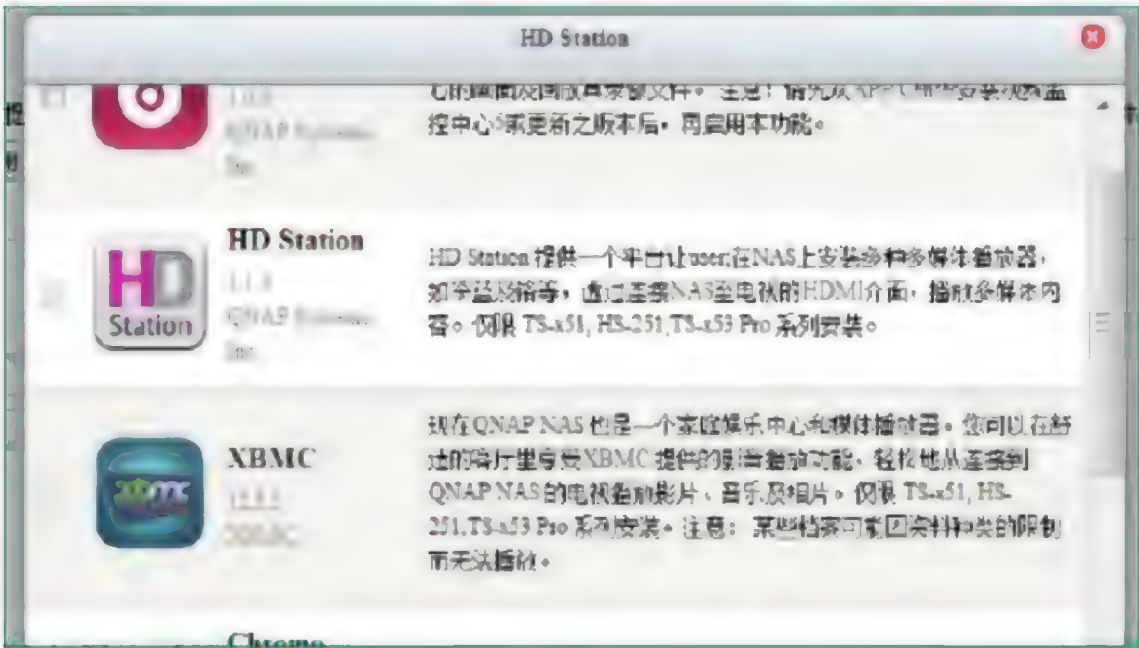 HD Station
控中心 或更新之版本后，再启用本功能。
QNAP Systems,
Inc.
HD Station
HD
Station
QNAP Systems,
Inc.
HD Station 提供一个平台让user在NAS上安装多种多媒体播放器，
如等，透过连接NAS至电视的HDMI介面，播放多媒体内
容。仅限 TS-x51, HS-251,TS-x53 Pro 系列安装。
XBMC
现在QNAP NAS 也是一个家庭娱乐中心和媒体播放器。您可以在舒
适的客厅里享受XBMC 提供的影音播放功能，轻松地从连接到
QNAP NAS 的电视播放影片、音乐及相片。仅限 TS-x51, HS-
251,TS-x53 Pro 系列安装。注意：某些档案可能因资料种类的限制
而无法播放。
Chrome